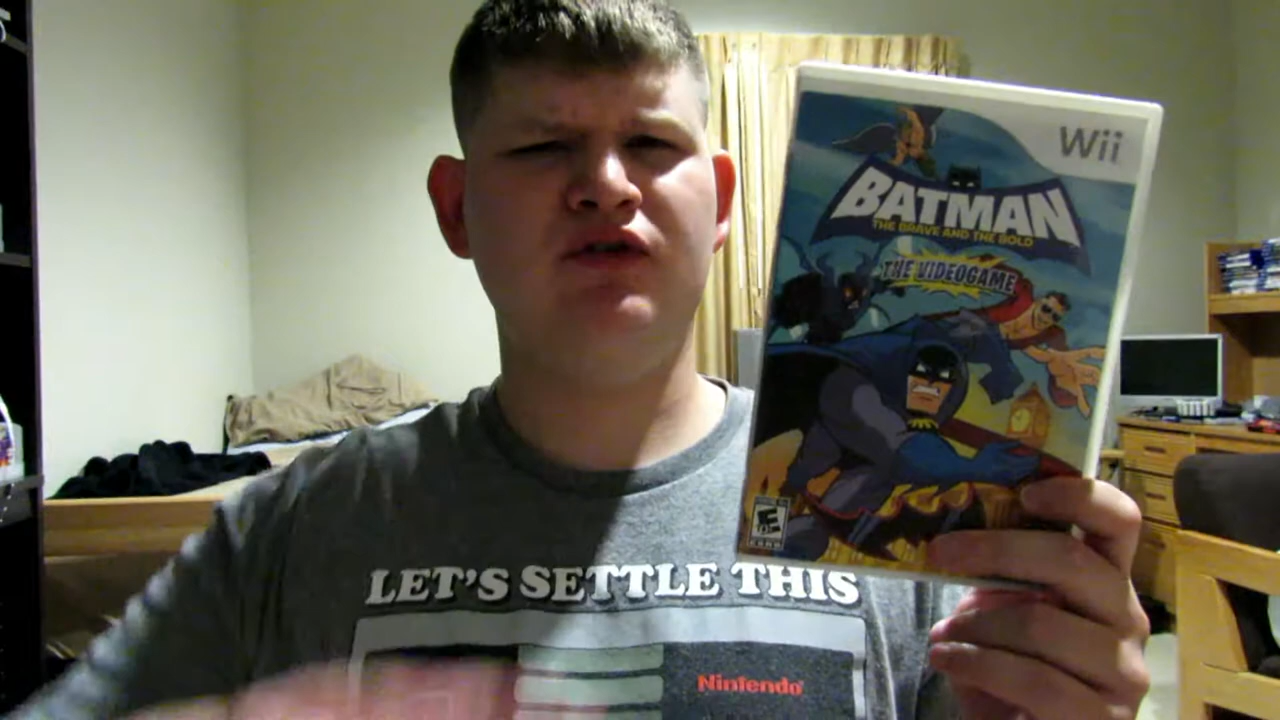 Wii
BATMAN
THE BRAVE AND THE BOLD
THE VIDEOGAME
E
LET'S SETTLE THIS
Nintendo